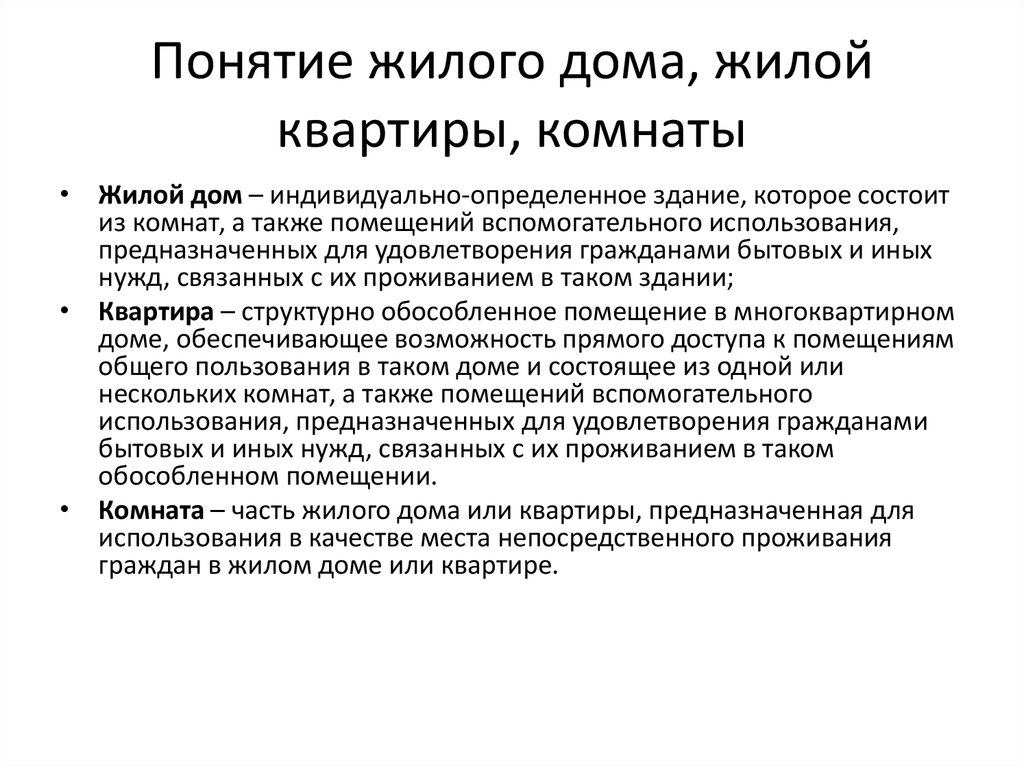 Понятие жилого дома, жилой
квартиры, комнаты
• Жилой дом – индивидуально-определенное здание, которое состоит
из комнат, а также помещений вспомогательного использования,
предназначенных для удовлетворения гражданами бытовых и иных
нужд, связанных с их проживанием в таком здании;
• Квартира – структурно обособленное помещение в многоквартирном
доме, обеспечивающее возможность прямого доступа к помещениям
общего пользования в таком доме и состоящее из одной или
нескольких комнат, а также помещений вспомогательного
использования, предназначенных для удовлетворения гражданами
бытовых и иных нужд, связанных с их проживанием в таком
обособленном помещении.
• Комната – часть жилого дома или квартиры, предназначенная для
использования в качестве места непосредственного проживания
граждан в жилом доме или квартире.